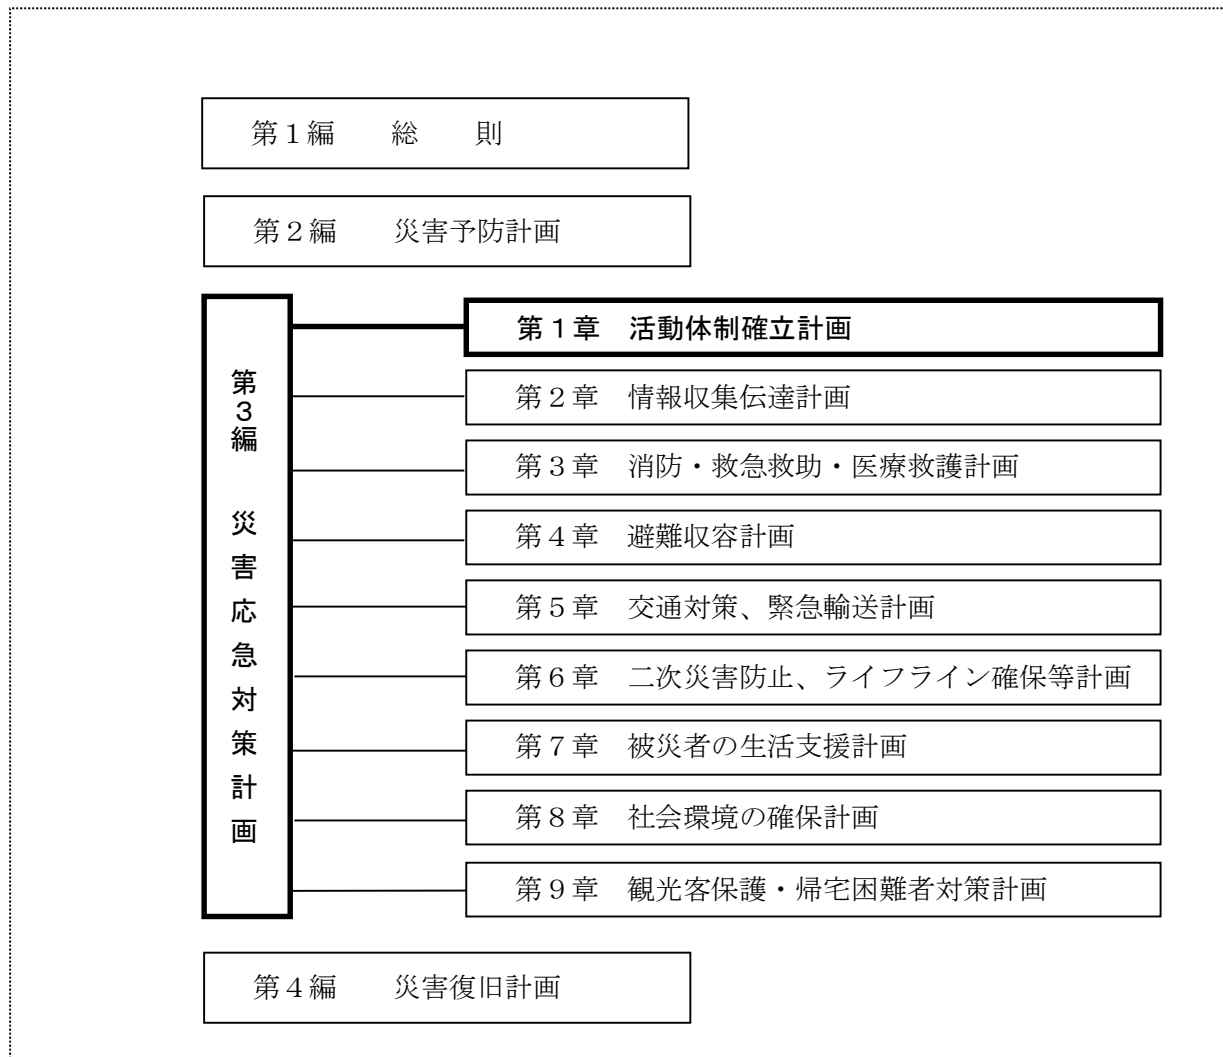 第１編　　総　　則
第２編　　災害予防計画
第３編　災害応急対策計画
第１章　活動体制確立計画
第２章　情報収集伝達計画
第３章　消防・救急救助・医療救護計画
第４章　避難収容計画
第５章　交通対策、緊急輸送計画
第６章　二次災害防止、ライフライン確保等計画
第７章　被災者の生活支援計画
第８章　社会環境の確保計画
第９章　観光客保護・帰宅困難者対策計画
第４編　　災害復旧計画